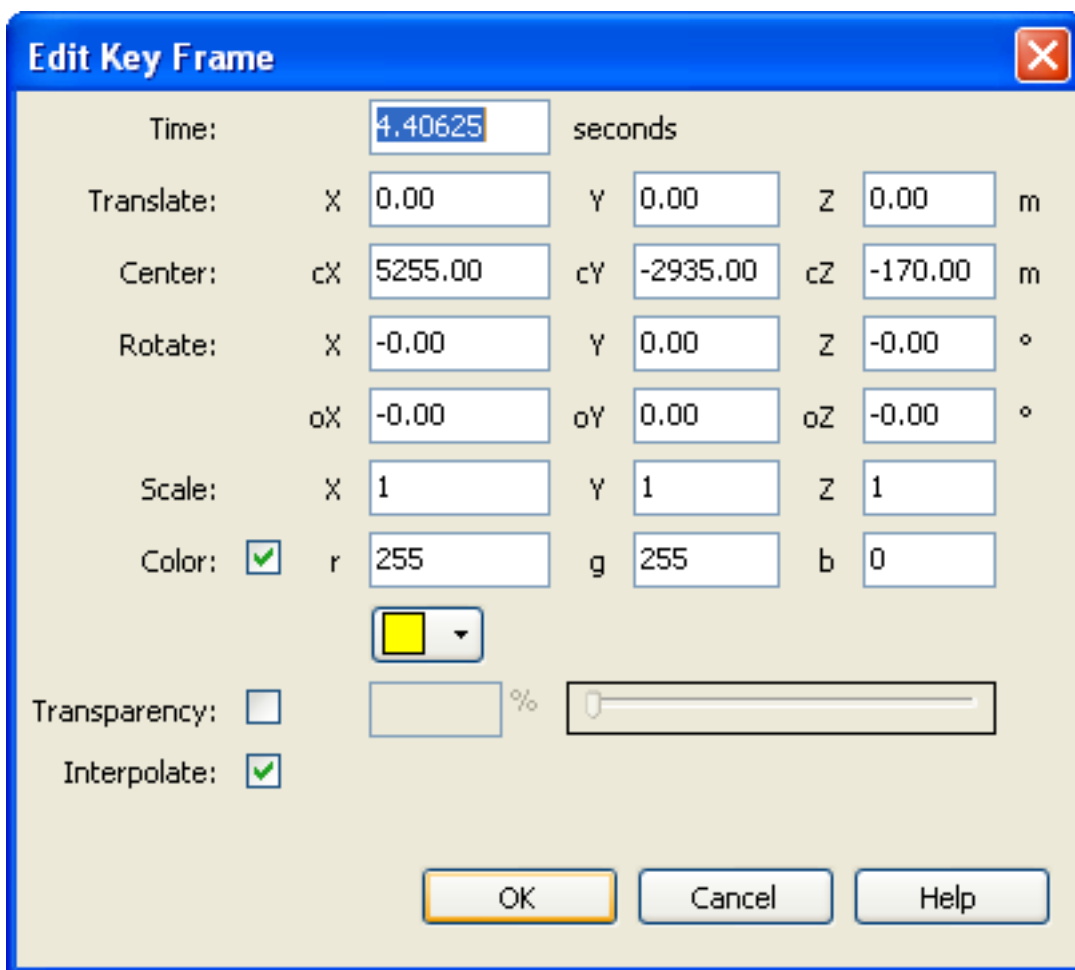 Edit Key Frame
Time: 4.40625 seconds
Translate: X 0.00 Y 0.00 Z 0.00 m
Center: cX 5255.00 cY -2935.00 cZ -170.00 m
Rotate: X -0.00 Y 0.00 Z -0.00 °
oX -0.00 oY 0.00 oZ -0.00 °
Scale: X 1 Y 1 Z 1
Color: r 255 g 255 b 0
Transparency: %
Interpolate:
OK Cancel Help